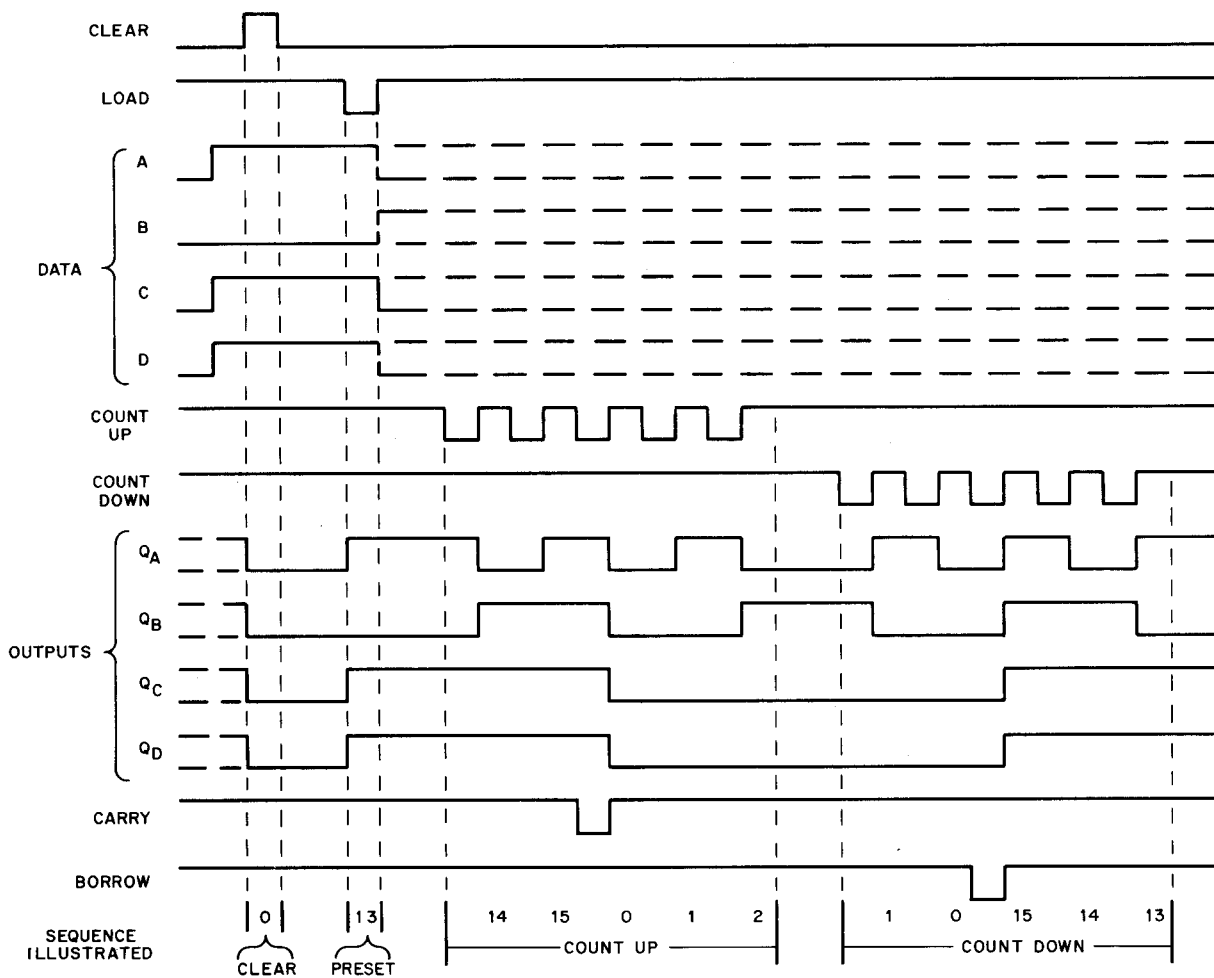 CLEAR
LOAD
A
B
DATA
C
D
COUNT
UP
COUNT
DOWN
QA
QB
OUTPUTS
QC
QD
CARRY
BORROW
SEQUENCE
ILLUSTRATED
0 13 14 15 0 1 2 1 0 15 14 13
CLEAR PRESET COUNT UP COUNT DOWN